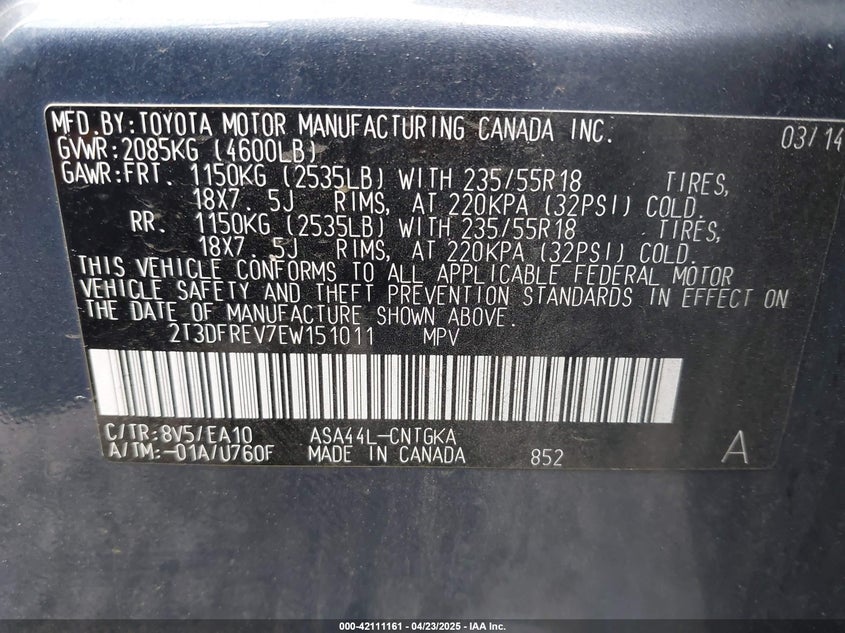 MFD.BY:TOYOTA MOTOR MANUFACTURING CANADA INC. 03/14
GVWR:2085KG (4600LB)
GAWR:FRT. 1150KG (2535LB) WITH 235/55R18 TIRES,
18X7.5J RIMS, AT 220KPA (32PSI) COLD.
RR. 1150KG (2535LB) WITH 235/55R18 TIRES,
18X7.5J RIMS, AT 220KPA (32PSI) COLD.
THIS VEHICLE CONFORMS TO ALL APPLICABLE FEDERAL MOTOR
VEHICLE SAFETY AND THEFT PREVENTION STANDARDS IN EFFECT ON
THE DATE OF MANUFACTURE SHOWN ABOVE.
2T3DFREV7EW151011 MPV
C/TR:8V5/EA10 ASA44L-CNTGKA
A/TM:-01A/U760F MADE IN CANADA 852 A
000-42111161 | 04/23/2025 - IAA Inc.